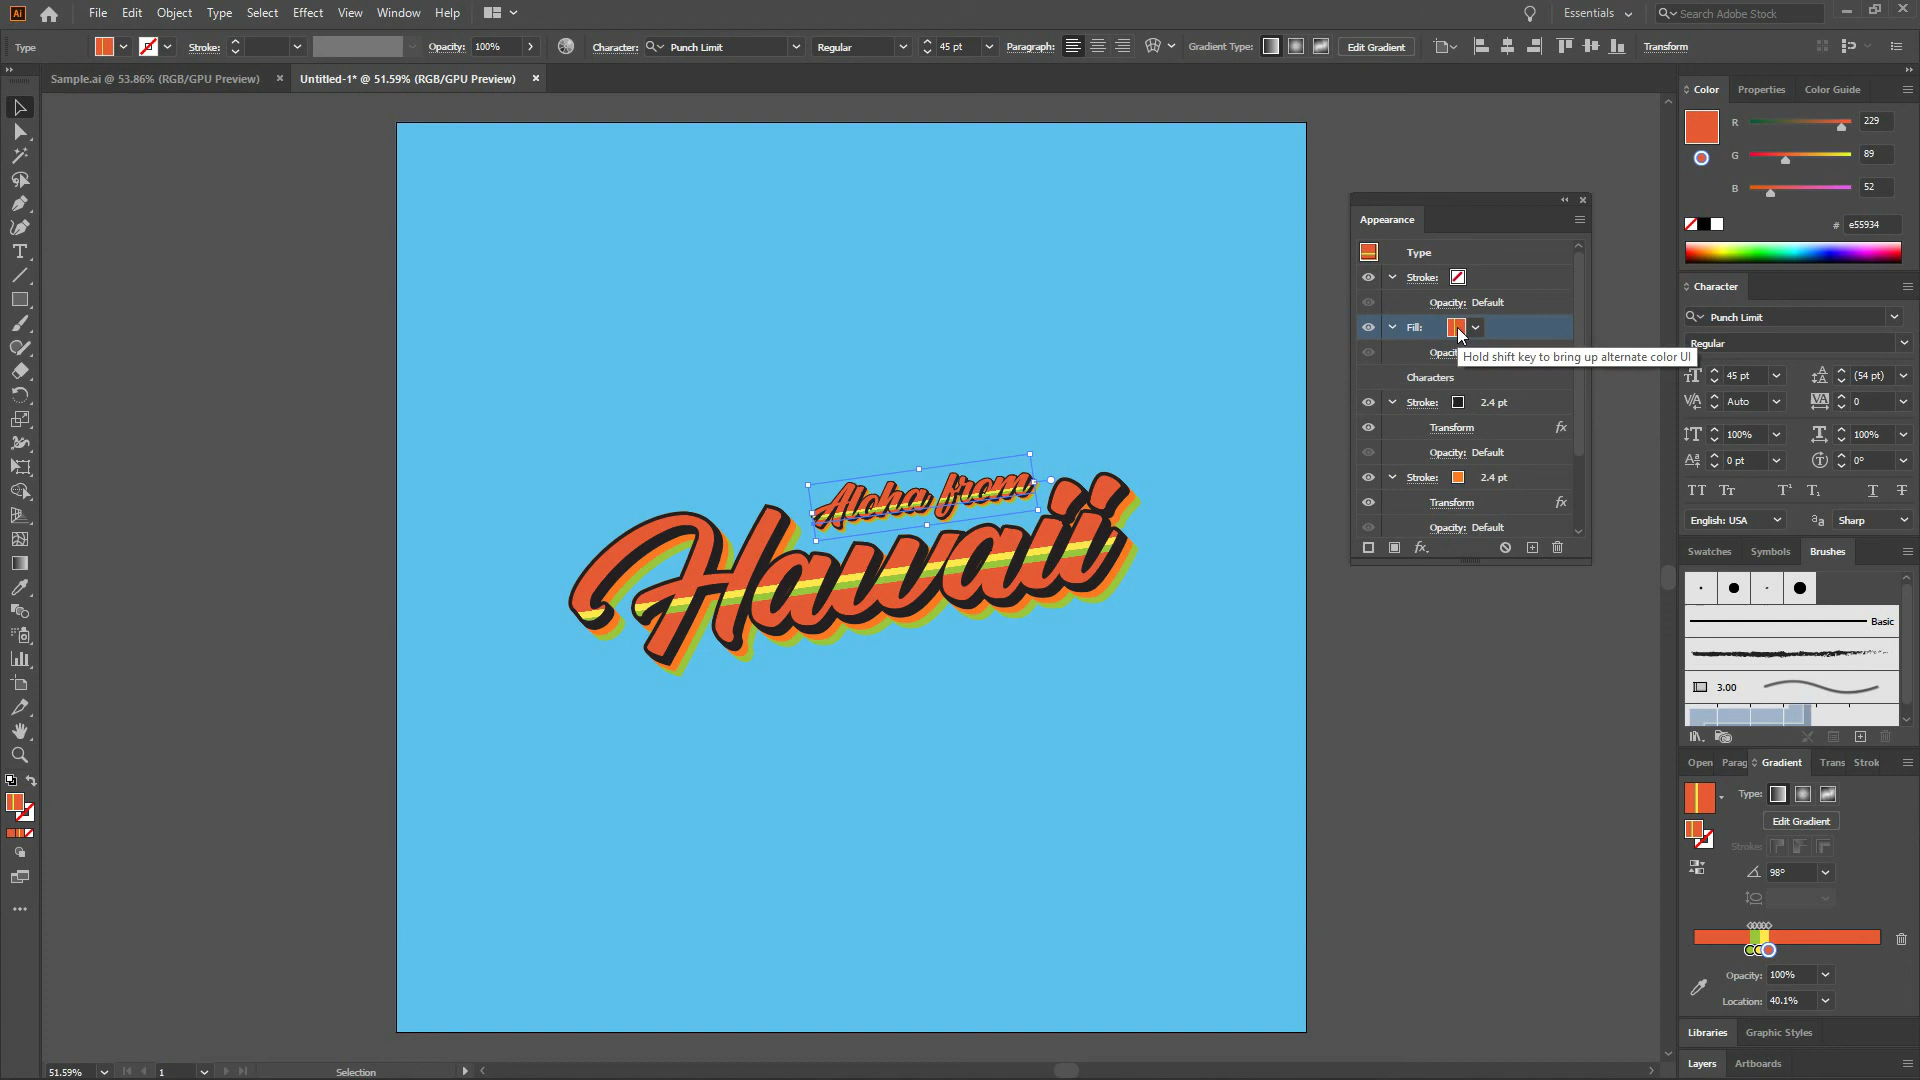 Ai File Edit Object Type Select Effect View Window Help Essentials Search Adobe Stock
Type Stroke: Opacity: 100% Character: Punch Limit Regular 45 pt Paragraph: Gradient Type: Edit Gradient Transform
Sample.ai @ 53.86% (RGB/GPU Preview) Untitled-1* @ 51.59% (RGB/GPU Preview)
Color Properties Color Guide
R 229
G 89
B 52
# e55934
Appearance
Type
Stroke:
Opacity: Default
Fill:
Opacit
Hold shift key to bring up alternate color UI
Characters
Stroke: 2.4 pt
Transform fx
Opacity: Default
Stroke: 2.4 pt
Transform fx
Opacity: Default
fx
Character
Punch Limit
Regular
45 pt (54 pt)
Auto 0
100% 100%
0 pt 0°
English: USA Sharp
Aloha from
Hawaii
Swatches Symbols Brushes
Basic
3.00
Open Parag Gradient Trans Strok
Type:
Edit Gradient
Stroke:
98°
Opacity: 100%
Location: 40.1%
Libraries Graphic Styles
Layers Artboards
51.59% 1 Selection